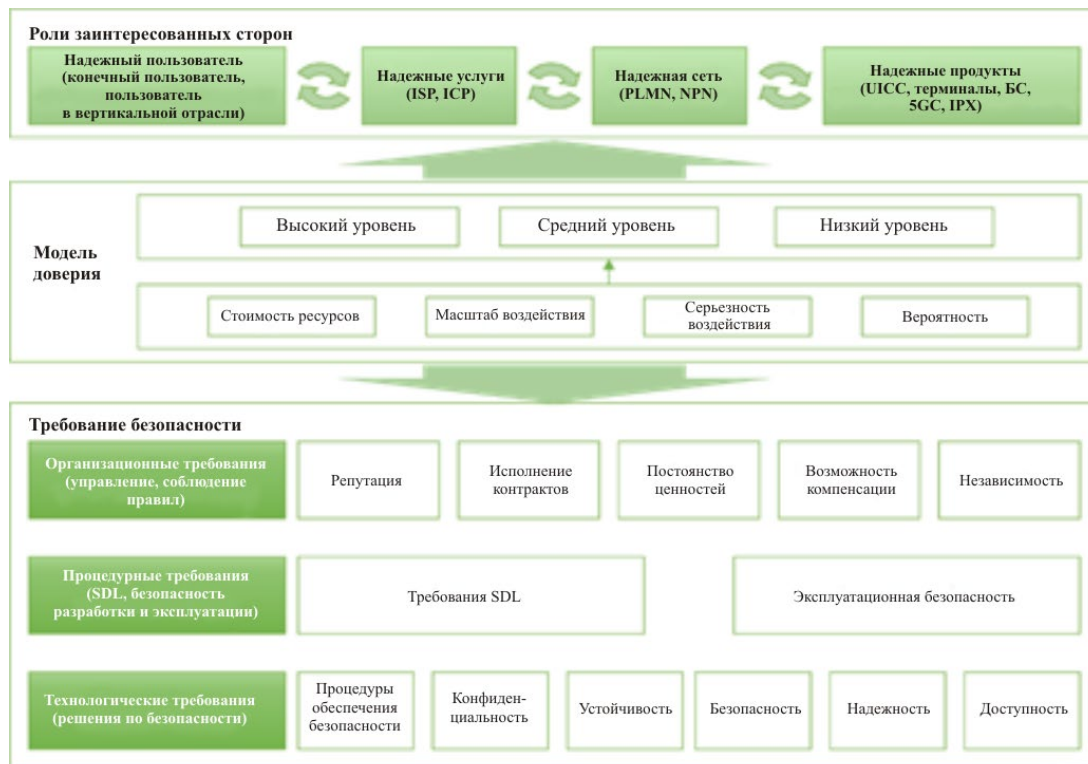 Роли заинтересованных сторон
Надежный пользователь
(конечный пользователь,
пользователь
в вертикальной отрасли)
Надежные услуги
(ISP, ICP)
Надежная сеть
(PLMN, NPN)
Надежные продукты
(UICC, терминалы, БС,
5GC, IPX)
Модель
доверия
Высокий уровень
Средний уровень
Низкий уровень
Стоимость ресурсов
Масштаб воздействия
Серьезность
воздействия
Вероятность
Требование безопасности
Организационные требования
(управление, соблюдение
правил)
Репутация
Исполнение
контрактов
Постоянство
ценностей
Возможность
компенсации
Независимость
Процедурные требования
(SDL, безопасность
разработки и эксплуатации)
Требования SDL
Эксплуатационная безопасность
Технологические требования
(решения по безопасности)
Процедуры
обеспечения
безопасности
Конфиден-
циальность
Устойчивость
Безопасность
Надежность
Доступность